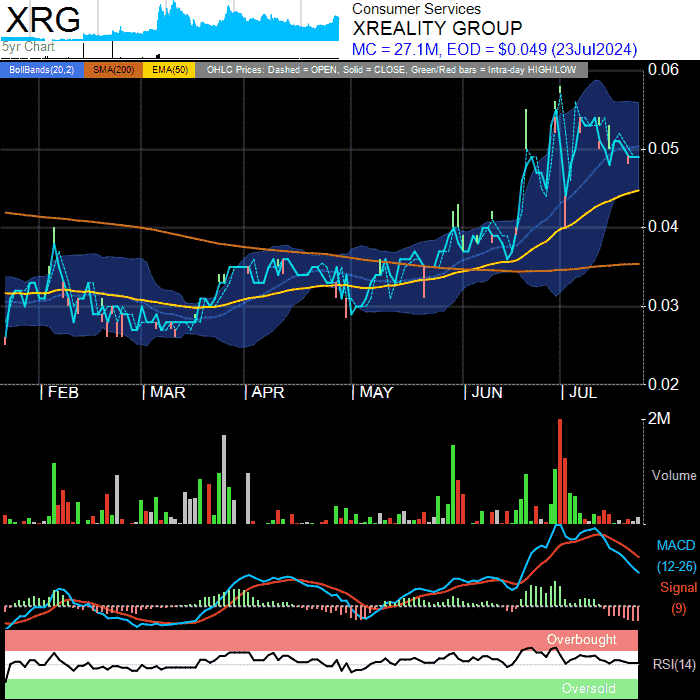 XRG
5yr Chart
Consumer Services
XREALITY GROUP
MC = 27.1M, EOD = $0.049 (23Jul2024)
BollBands(20,2) SMA(200) EMA(50) OHLC Prices: Dashed = OPEN, Solid = CLOSE, Green/Red bars = Intra-day HIGH/LOW
0.06
0.05
0.04
0.03
0.02
FEB MAR APR MAY JUN JUL
2M
Volume
MACD
(12-26)
Signal
(9)
Overbought
RSI(14)
Oversold